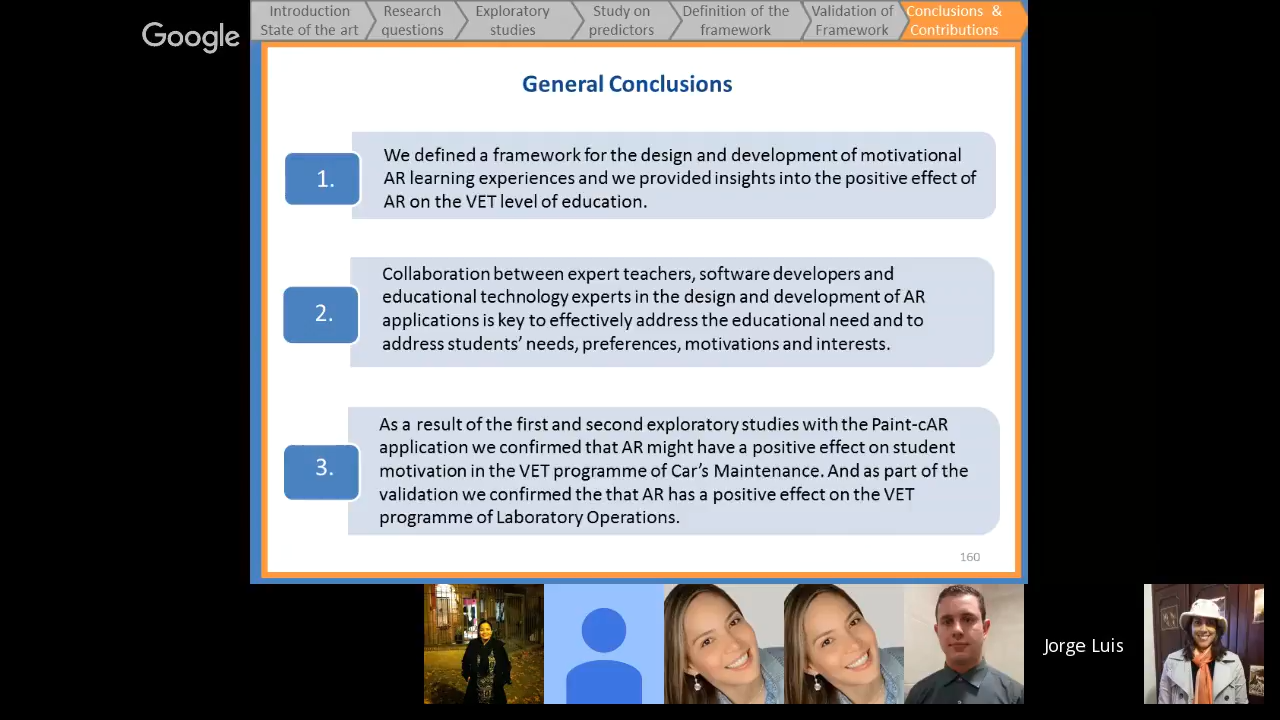 Google
Introduction
State of the art
Research
questions
Exploratory
studies
Study on
predictors
Definition of the
framework
Validation of
Framework
Conclusions &
Contributions
General Conclusions
1.
We defined a framework for the design and development of motivational
AR learning experiences and we provided insights into the positive effect of
AR on the VET level of education.
2.
Collaboration between expert teachers, software developers and
educational technology experts in the design and development of AR
applications is key to effectively address the educational need and to
address students’ needs, preferences, motivations and interests.
3.
As a result of the first and second exploratory studies with the Paint-cAR
application we confirmed that AR might have a positive effect on student
motivation in the VET programme of Car’s Maintenance. And as part of the
validation we confirmed the that AR has a positive effect on the VET
programme of Laboratory Operations.
160
Jorge Luis